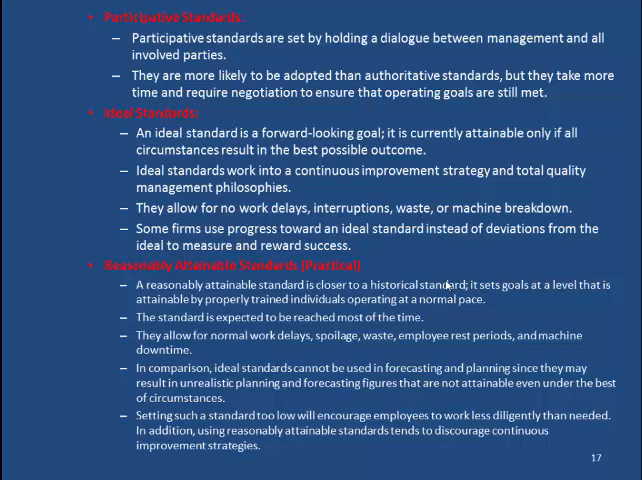 • Participative Standards:
– Participative standards are set by holding a dialogue between management and all
involved parties.
– They are more likely to be adopted than authoritative standards, but they take more
time and require negotiation to ensure that operating goals are still met.
• Ideal Standards:
– An ideal standard is a forward-looking goal; it is currently attainable only if all
circumstances result in the best possible outcome.
– Ideal standards work into a continuous improvement strategy and total quality
management philosophies.
– They allow for no work delays, interruptions, waste, or machine breakdown.
– Some firms use progress toward an ideal standard instead of deviations from the
ideal to measure and reward success.
• Reasonably Attainable Standards [Practical]
– A reasonably attainable standard is closer to a historical standard; it sets goals at a level that is
attainable by properly trained individuals operating at a normal pace.
– The standard is expected to be reached most of the time.
– They allow for normal work delays, spoilage, waste, employee rest periods, and machine
downtime.
– In comparison, ideal standards cannot be used in forecasting and planning since they may
result in unrealistic planning and forecasting figures that are not attainable even under the best
of circumstances.
– Setting such a standard too low will encourage employees to work less diligently than needed.
In addition, using reasonably attainable standards tends to discourage continuous
improvement strategies.
17